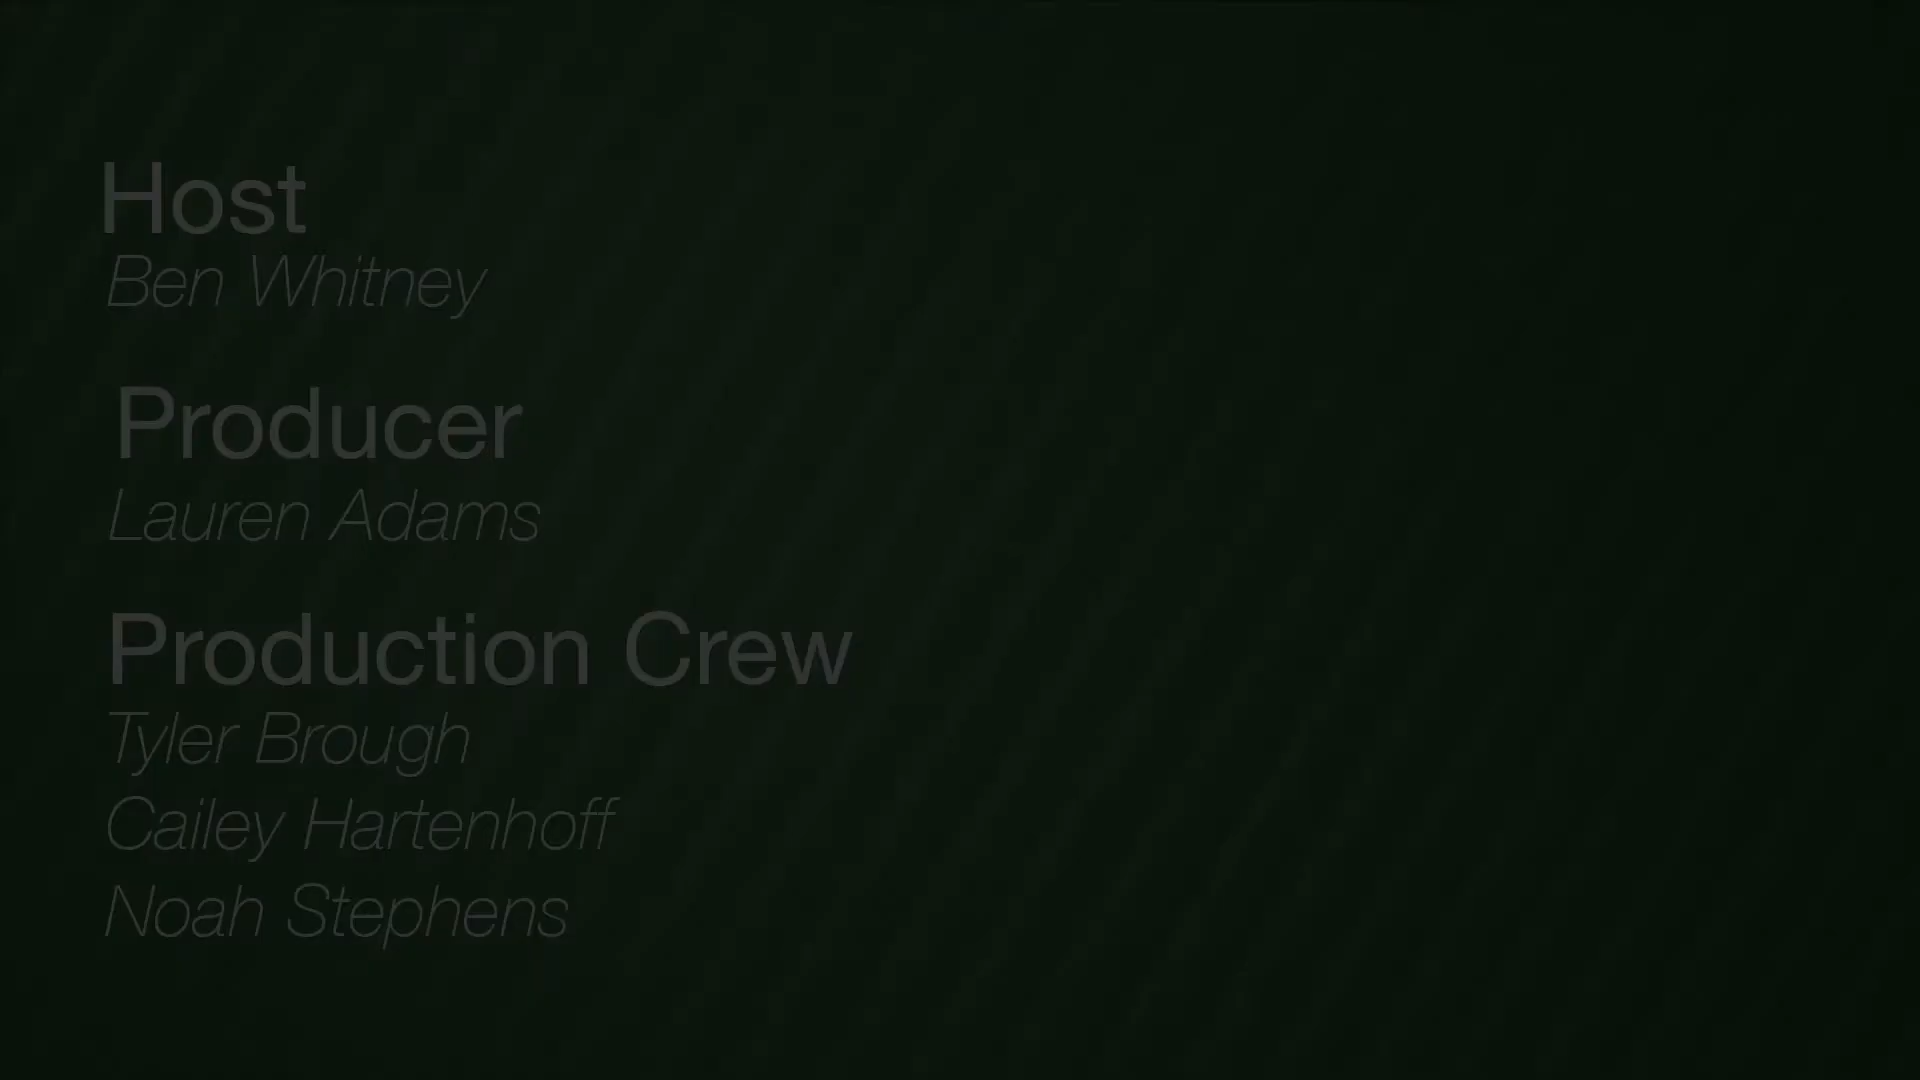 Host
Ben Whitney
Producer
Lauren Adams
Production Crew
Tyler Brough
Cailey Hartenhoff
Noah Stephens